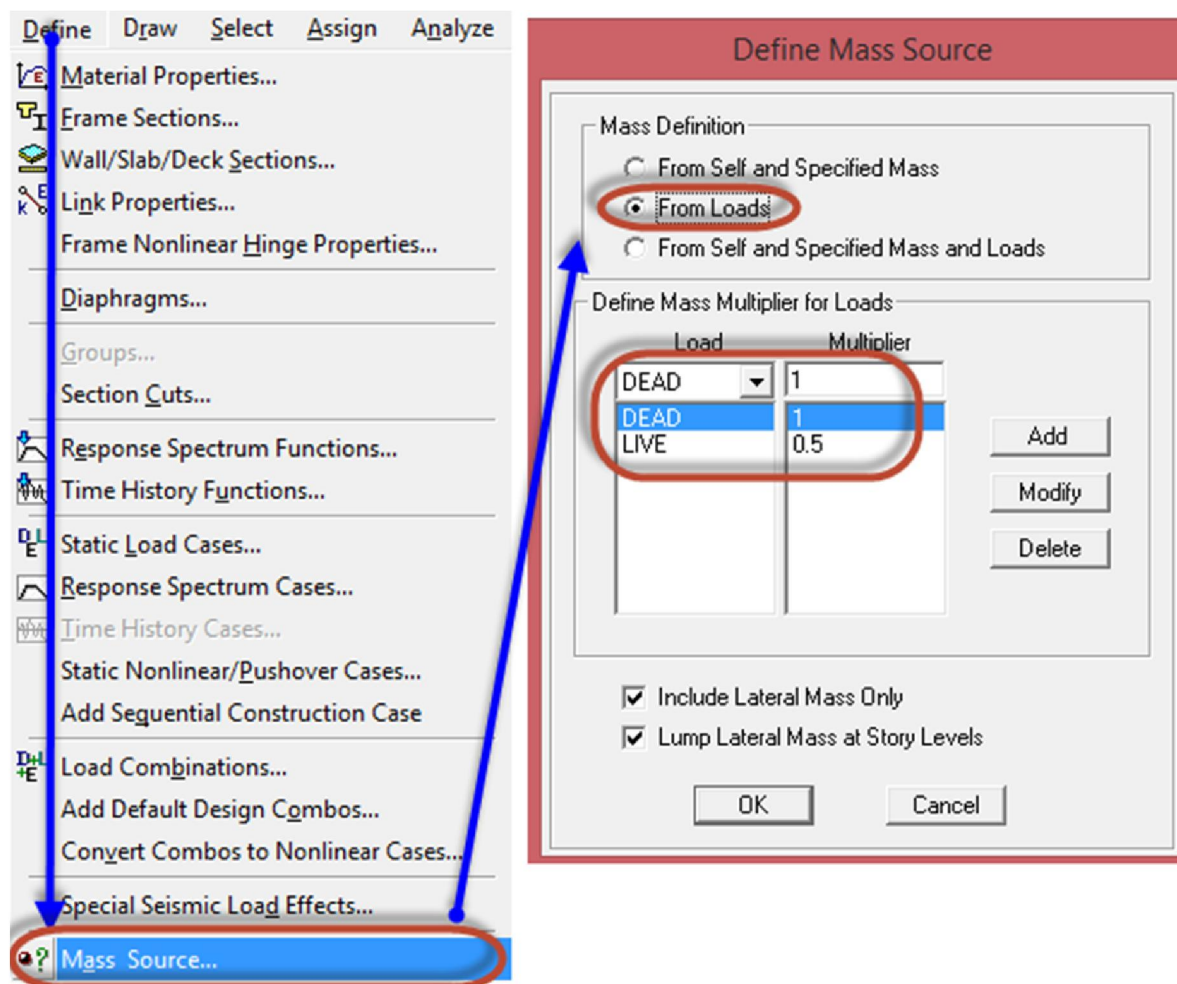 Define Draw Select Assign Analyze
Material Properties...
Frame Sections...
Wall/Slab/Deck Sections...
Link Properties...
Frame Nonlinear Hinge Properties...
Diaphragms...
Groups...
Section Cuts...
Response Spectrum Functions...
Time History Functions...
Static Load Cases...
Response Spectrum Cases...
Time History Cases...
Static Nonlinear/Pushover Cases...
Add Sequential Construction Case
Load Combinations...
Add Default Design Combos...
Convert Combos to Nonlinear Cases...
Special Seismic Load Effects...
Mass Source...
Define Mass Source
Mass Definition
From Self and Specified Mass
From Loads
From Self and Specified Mass and Loads
Define Mass Multiplier for Loads
Load Multiplier
DEAD 1
DEAD 1
LIVE 0.5
Add
Modify
Delete
Include Lateral Mass Only
Lump Lateral Mass at Story Levels
OK Cancel